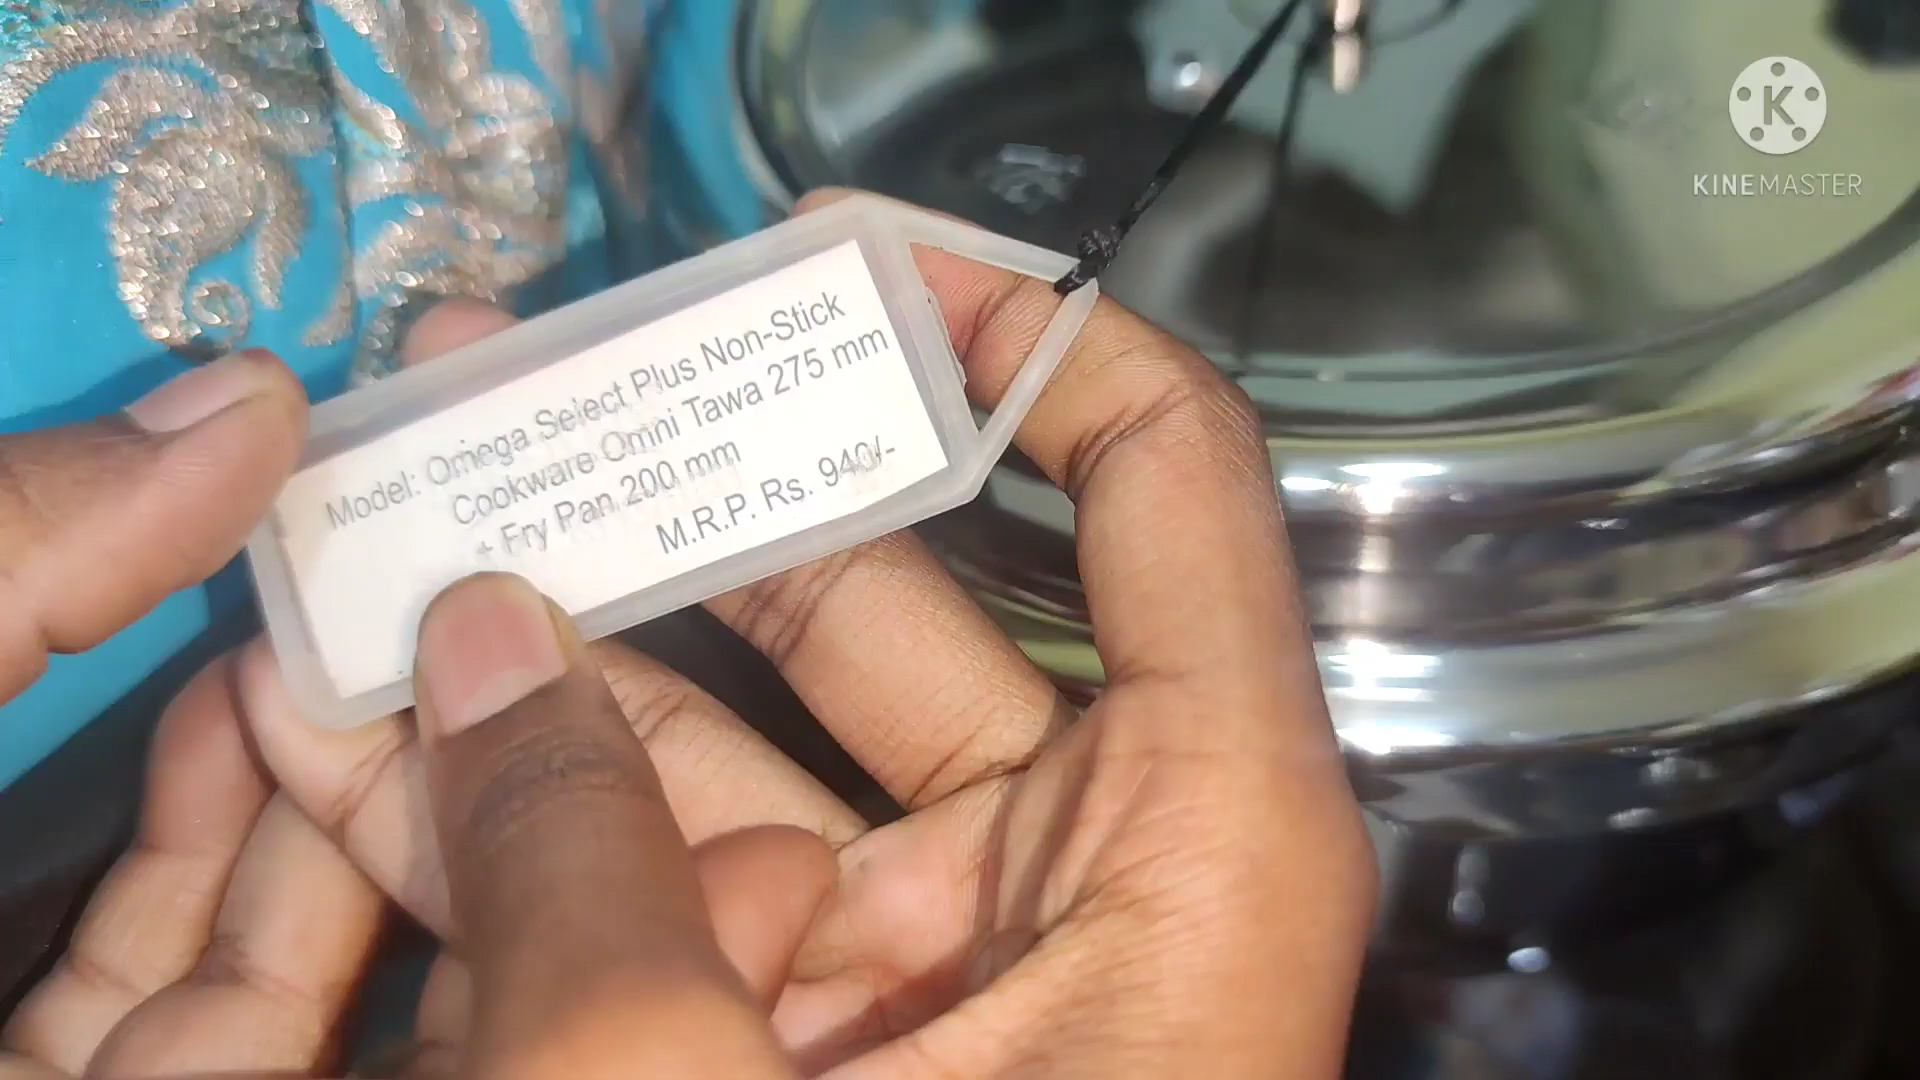 K
KINEMASTER
Model: Omega Select Plus Non-Stick
Cookware Omni Tawa 275 mm
+ Fry Pan 200 mm
M.R.P. Rs. 940/-